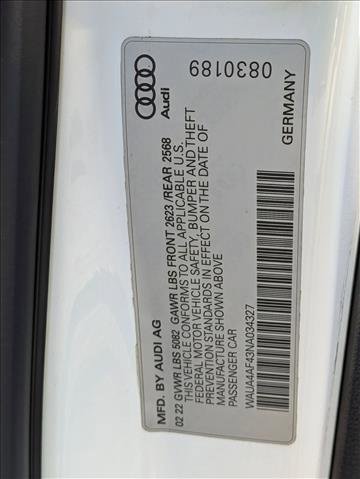 Audi
0830189
MFD. BY AUDI AG
02 22 GVWR LBS 5082 GAWR LBS FRONT 2623 /REAR 2568
THIS VEHICLE CONFORMS TO ALL APPLICABLE U.S.
FEDERAL MOTOR VEHICLE SAFETY, BUMPER AND THEFT
PREVENTION STANDARDS IN EFFECT ON THE DATE OF
MANUFACTURE SHOWN ABOVE
PASSENGER CAR
WAUA4AF43NA034327
GERMANY